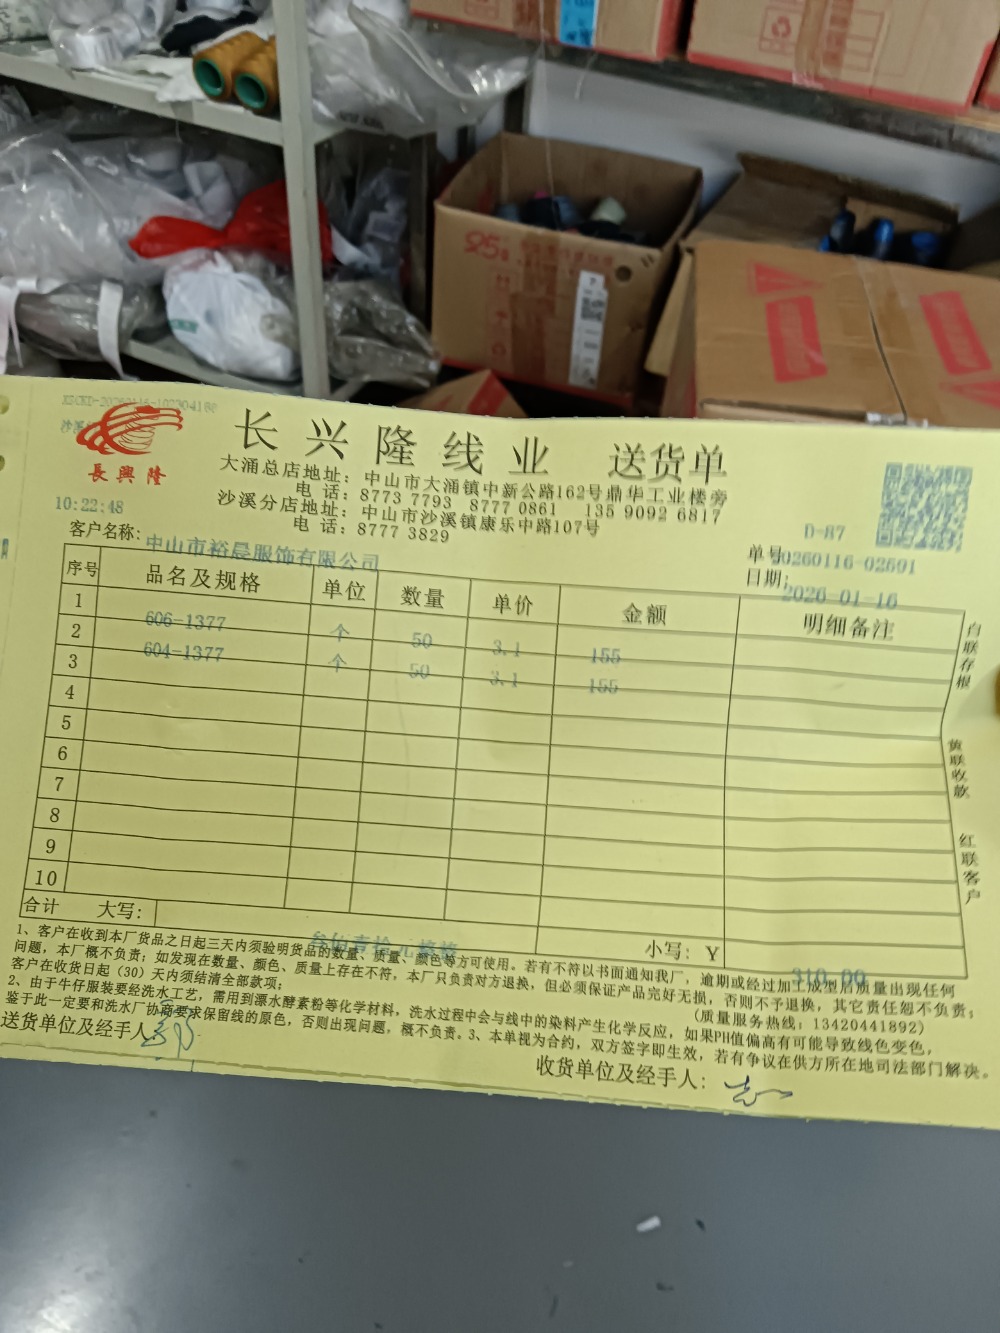 長興隆
长兴隆线业 送货单
大涌总店地址: 中山市大涌镇中新公路162号鼎华工业楼旁
电 话: 8773 7793 8777 0861 135 9092 6817
沙溪分店地址: 中山市沙溪镇康乐中路107号
电 话: 8777 3829
10:22:48
D-87
客户名称: 中山市裕晨服饰有限公司
单号 20260116-02691
日期: 2026-01-16
序号 品名及规格 单位 数量 单价 金额 明细备注
1 606-1377 个 50 3.1 155
2 604-1377 个 50 3.1 155
3
4
5
6
7
8
9
10
合计 大写: 叁佰壹拾元
小写: Y 310.00
1、客户在收到本厂货品之日起三天内须验明货品的数量、质量、颜色等方可使用。若有不符以书面通知我厂, 逾期或经过加工成型后质量出现任何
问题, 本厂概不负责; 如发现在数量、颜色、质量上存在不符, 本厂只负责对方退换, 但必须保证产品完好无损, 否则不予退换, 其它责任恕不负责;
客户在收货日起 (30) 天内须结清全部款项;
(质量服务热线: 13420441892)
2、由于牛仔服装要经洗水工艺, 需用到漂水酵素粉等化学材料, 洗水过程中会与线中的染料产生化学反应, 如果PH值偏高有可能导致线色变色,
鉴于此一定要和洗水厂协商要求保留线的原色, 否则出现问题, 概不负责。3、本单视为合约, 双方签字即生效, 若有争议在供方所在地司法部门解决。
送货单位及经手人
收货单位及经手人:
白联存根
黄联收款
红联客户